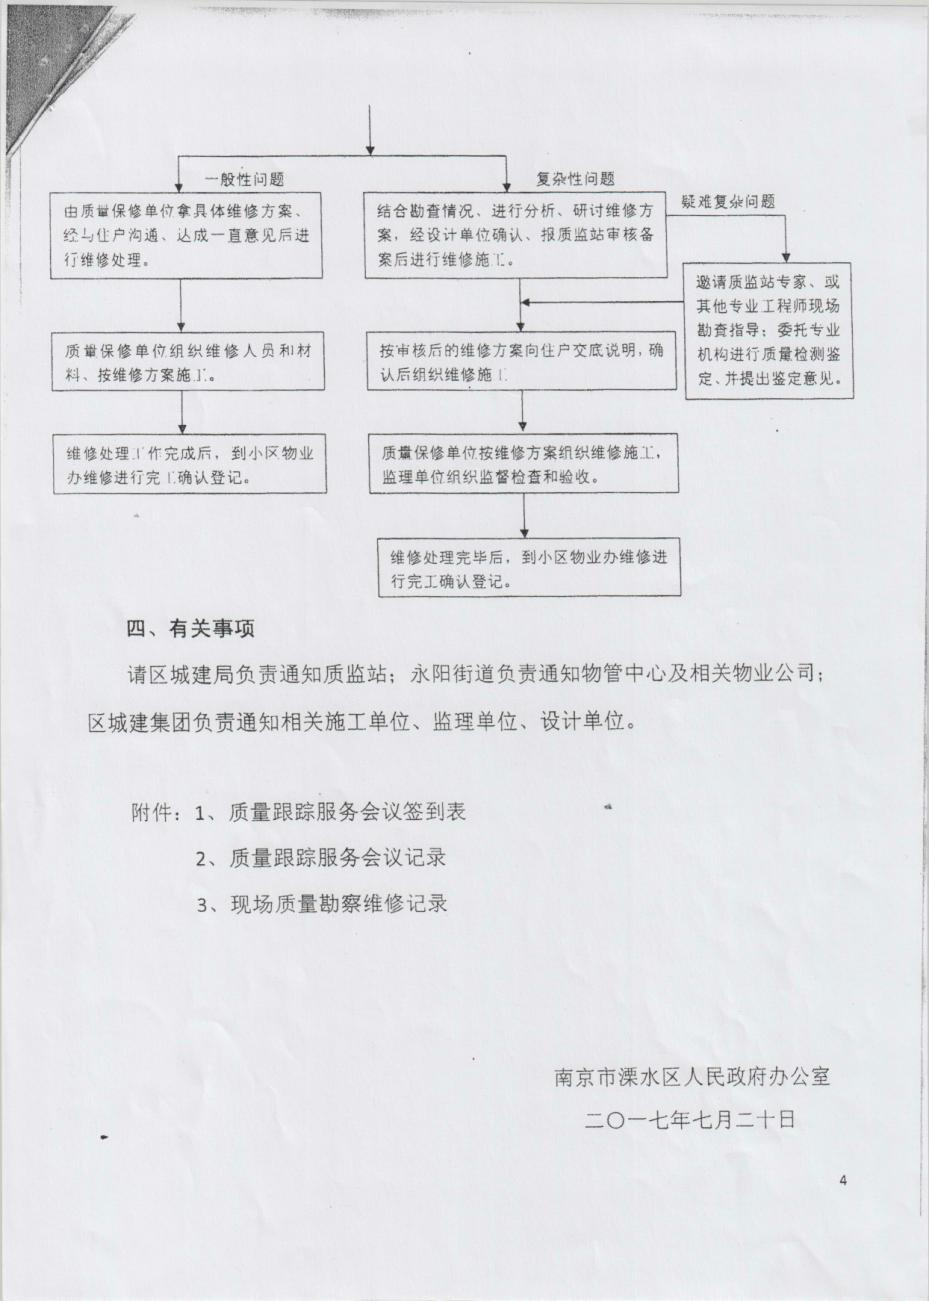 一般性问题
由质量保修单位拿具体维修方案、
经与住户沟通、达成一直意见后进
行维修处理。
质量保修单位组织维修人员和材
料、按维修方案施工。
维修处理工作完成后，到小区物业
办维修进行完工确认登记。
复杂性问题
结合勘查情况、进行分析、研讨维修方
案，经设计单位确认、报质监站审核备
案后进行维修施工。
按审核后的维修方案向住户交底说明，确
认后组织维修施工
质量保修单位按维修方案组织维修施工，
监理单位组织监督检查和验收。
维修处理完毕后，到小区物业办维修进
行完工确认登记。
疑难复杂问题
邀请质监站专家、或
其他专业工程师现场
勘查指导；委托专业
机构进行质量检测鉴
定、并提出鉴定意见。
四、有关事项
请区城建局负责通知质监站；永阳街道负责通知物管中心及相关物业公司；
区城建集团负责通知相关施工单位、监理单位、设计单位。
附件：1、质量跟踪服务会议签到表
2、质量跟踪服务会议记录
3、现场质量勘察维修记录
南京市溧水区人民政府办公室
二〇一七年七月二十日
4